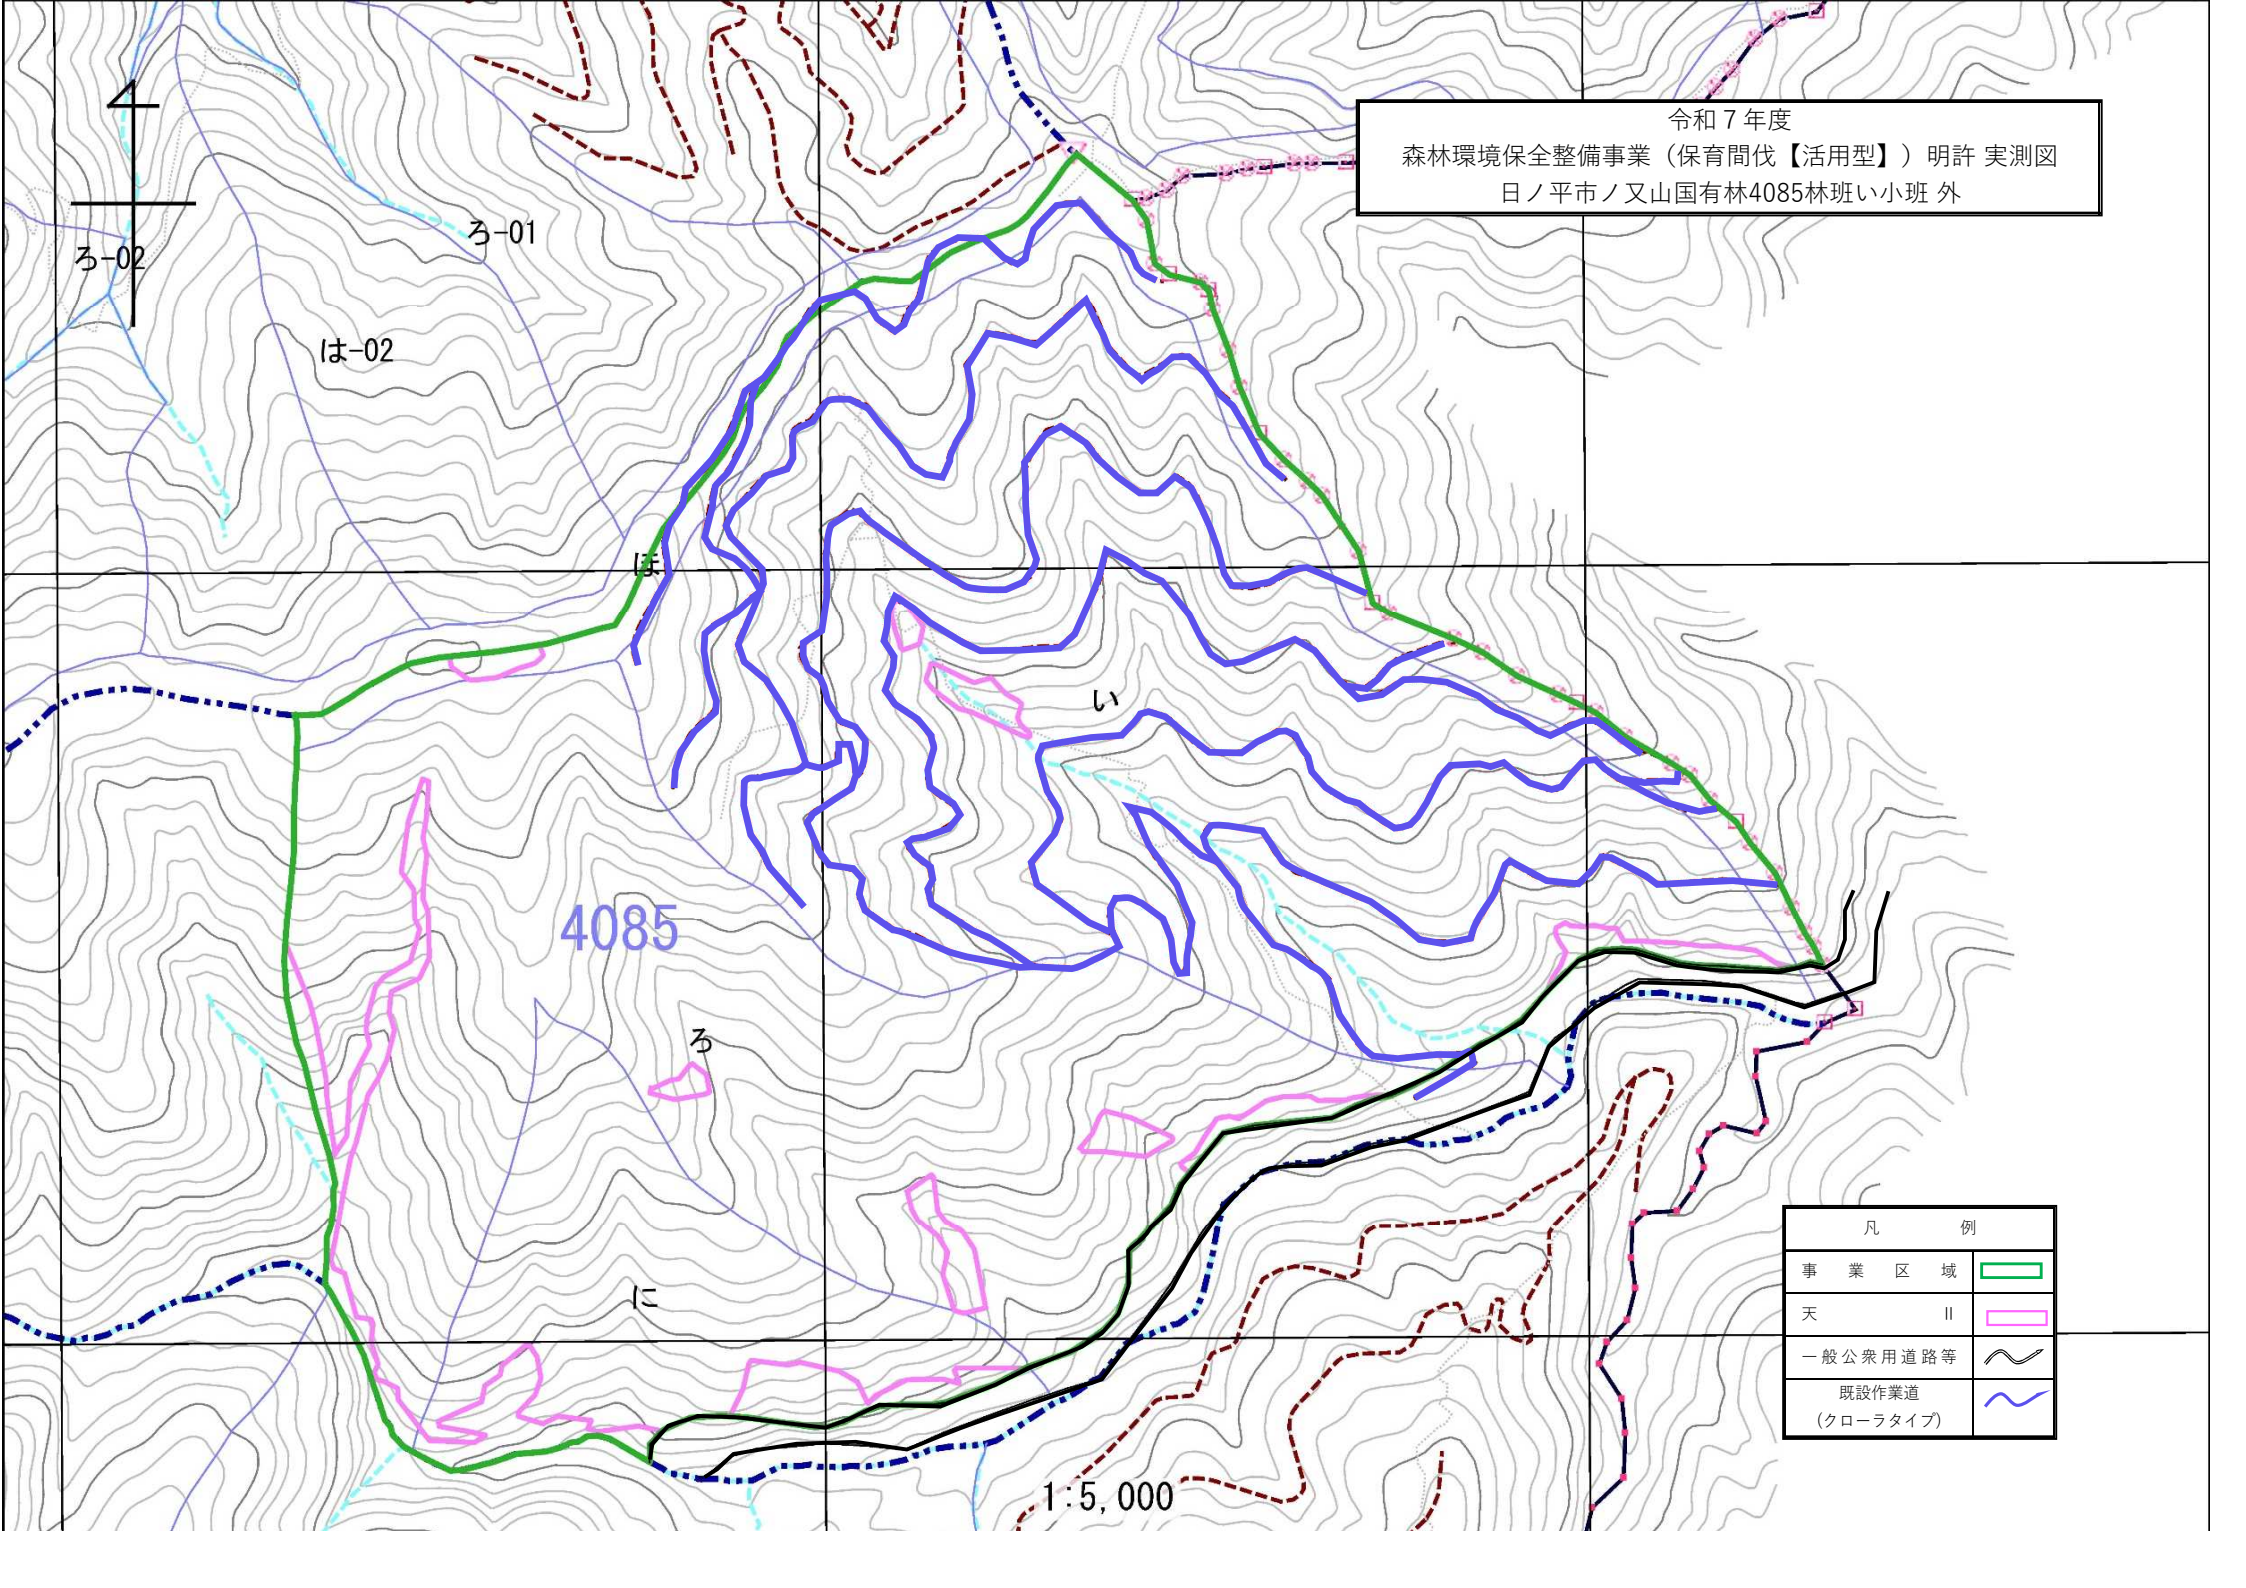 令和７年度
森林環境保全整備事業（保育間伐【活用型】）明許 実測図
日ノ平市ノ又山国有林4085林班い小班 外
ろ-01
ろ-02
は-02
ほ
い
4085
ろ
に
1:5,000
凡 例
事 業 区 域
天 Ⅱ
一般公衆用道路等
既設作業道
(クローラタイプ)